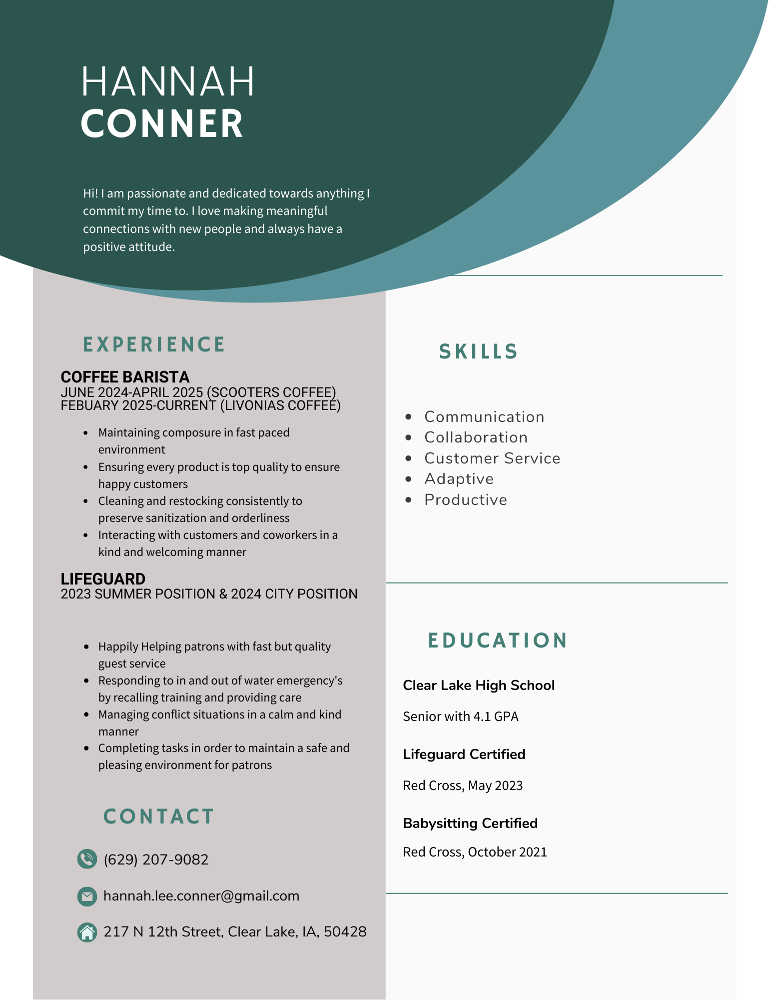 HANNAH
CONNER
Hi! I am passionate and dedicated towards anything I
commit my time to. I love making meaningful
connections with new people and always have a
positive attitude.
EXPERIENCE
COFFEE BARISTA
JUNE 2024-APRIL 2025 (SCOOTERS COFFEE)
FEBUARY 2025-CURRENT (LIVONIAS COFFEE)
• Maintaining composure in fast paced
environment
• Ensuring every product is top quality to ensure
happy customers
• Cleaning and restocking consistently to
preserve sanitization and orderliness
• Interacting with customers and coworkers in a
kind and welcoming manner
LIFEGUARD
2023 SUMMER POSITION & 2024 CITY POSITION
• Happily Helping patrons with fast but quality
guest service
• Responding to in and out of water emergency's
by recalling training and providing care
• Managing conflict situations in a calm and kind
manner
• Completing tasks in order to maintain a safe and
pleasing environment for patrons
CONTACT
(629) 207-9082
hannah.lee.conner@gmail.com
217 N 12th Street, Clear Lake, IA, 50428
SKILLS
• Communication
• Collaboration
• Customer Service
• Adaptive
• Productive
EDUCATION
Clear Lake High School
Senior with 4.1 GPA
Lifeguard Certified
Red Cross, May 2023
Babysitting Certified
Red Cross, October 2021